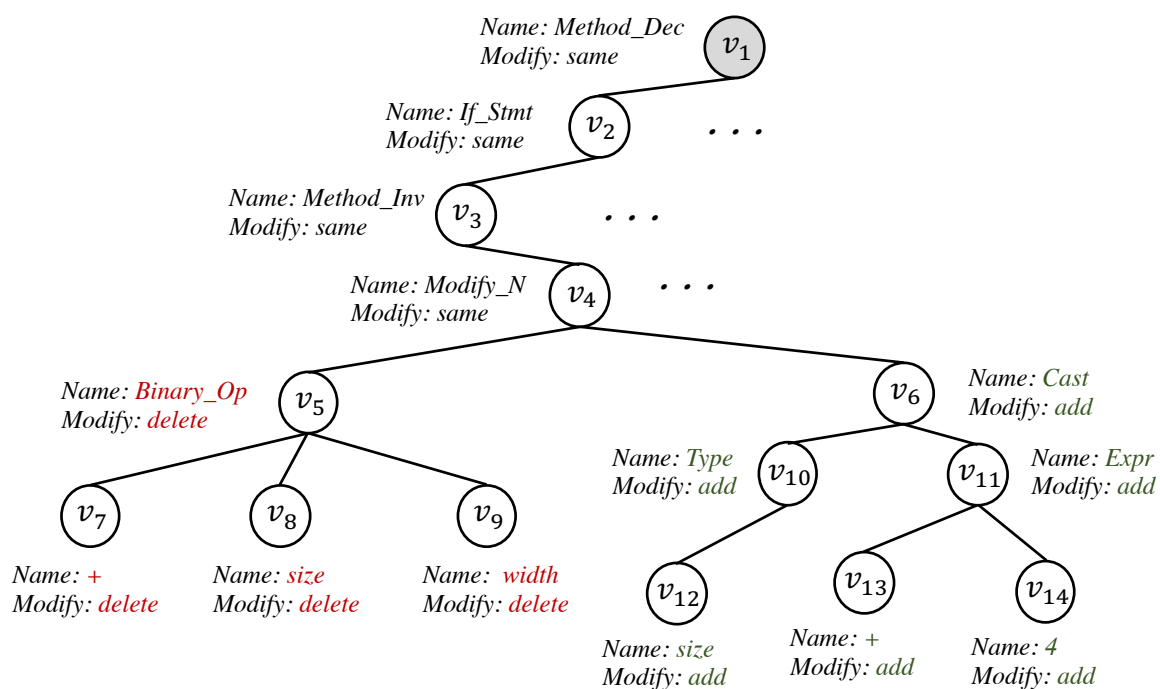 Name: Method_Dec
Modify: same
v1
Name: If_Stmt
Modify: same
v2
. . .
Name: Method_Inv
Modify: same
v3
. . .
Name: Modify_N
Modify: same
v4
. . .
Name: Binary_Op
Modify: delete
v5
v6
Name: Cast
Modify: add
Name: Type
Modify: add
v10
v11
Name: Expr
Modify: add
v7
v8
v9
Name: +
Modify: delete
Name: size
Modify: delete
Name: width
Modify: delete
v12
v13
v14
Name: size
Modify: add
Name: +
Modify: add
Name: 4
Modify: add